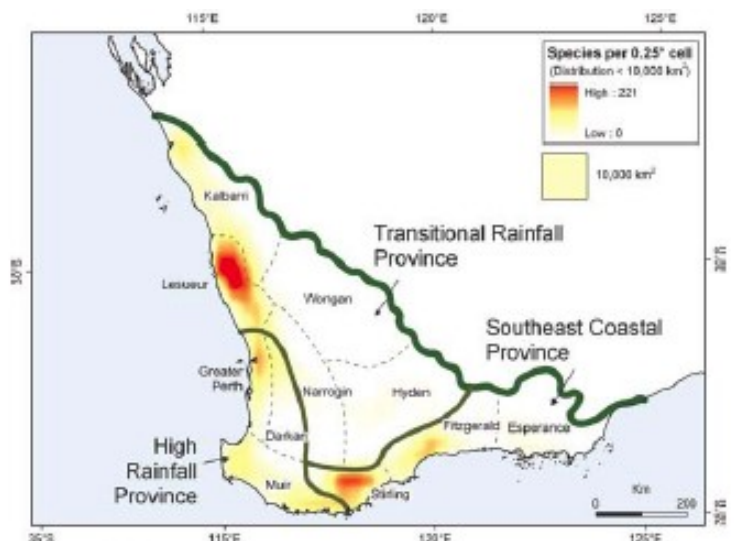 115°E
120°E
125°E
Species per 0.25° cell
(Distribution < 10,000 km²)
High : 221
Low : 0
10,000 km²
Kalbarri
Transitional Rainfall
Province
Lesueur
Wongan
Southeast Coastal
Province
Greater
Perth
Narrogin
Hyden
Fitzgerald
Esperance
Darkan
High
Rainfall
Province
Muir
Stirling
Km
0
200
115°E
120°E
125°E